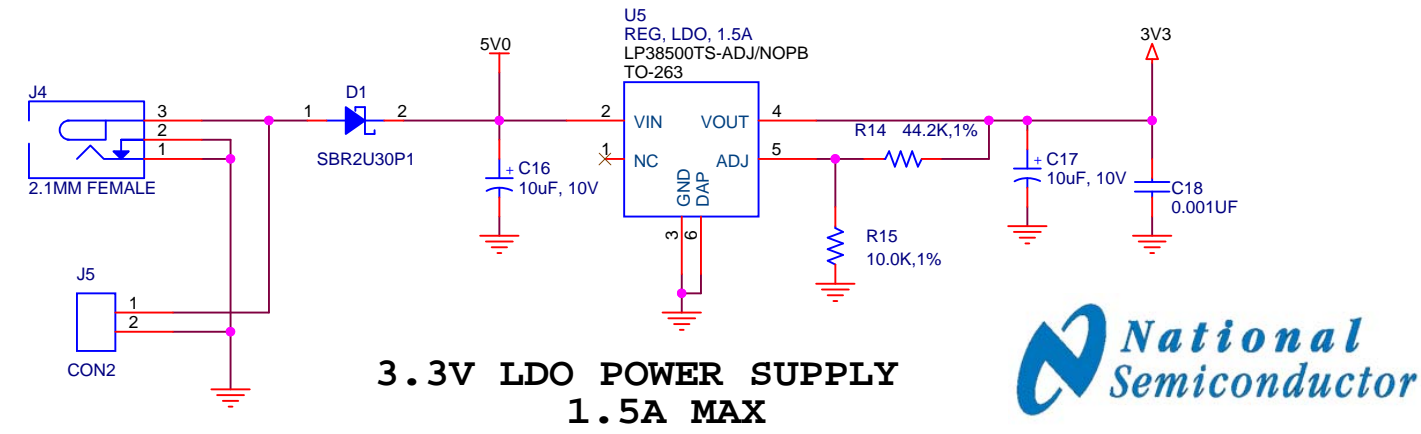 U5
REG, LDO, 1.5A
LP38500TS-ADJ/NOPB
TO-263
5V0
3V3
J4
3
2
1
2.1MM FEMALE
D1
1
2
SBR2U30P1
+
C16
10uF, 10V
2
VIN
VOUT
4
1
NC
ADJ
5
GND
DAP
3
6
R14 44.2K,1%
R15
10.0K,1%
+
C17
10uF, 10V
C18
0.001UF
J5
1
2
CON2
3.3V LDO POWER SUPPLY
1.5A MAX
National
Semiconductor